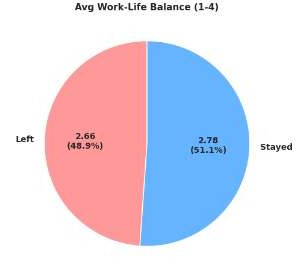 Avg Work-Life Balance (1-4)
Left
2.66
(48.9%)
2.78
(51.1%)
Stayed